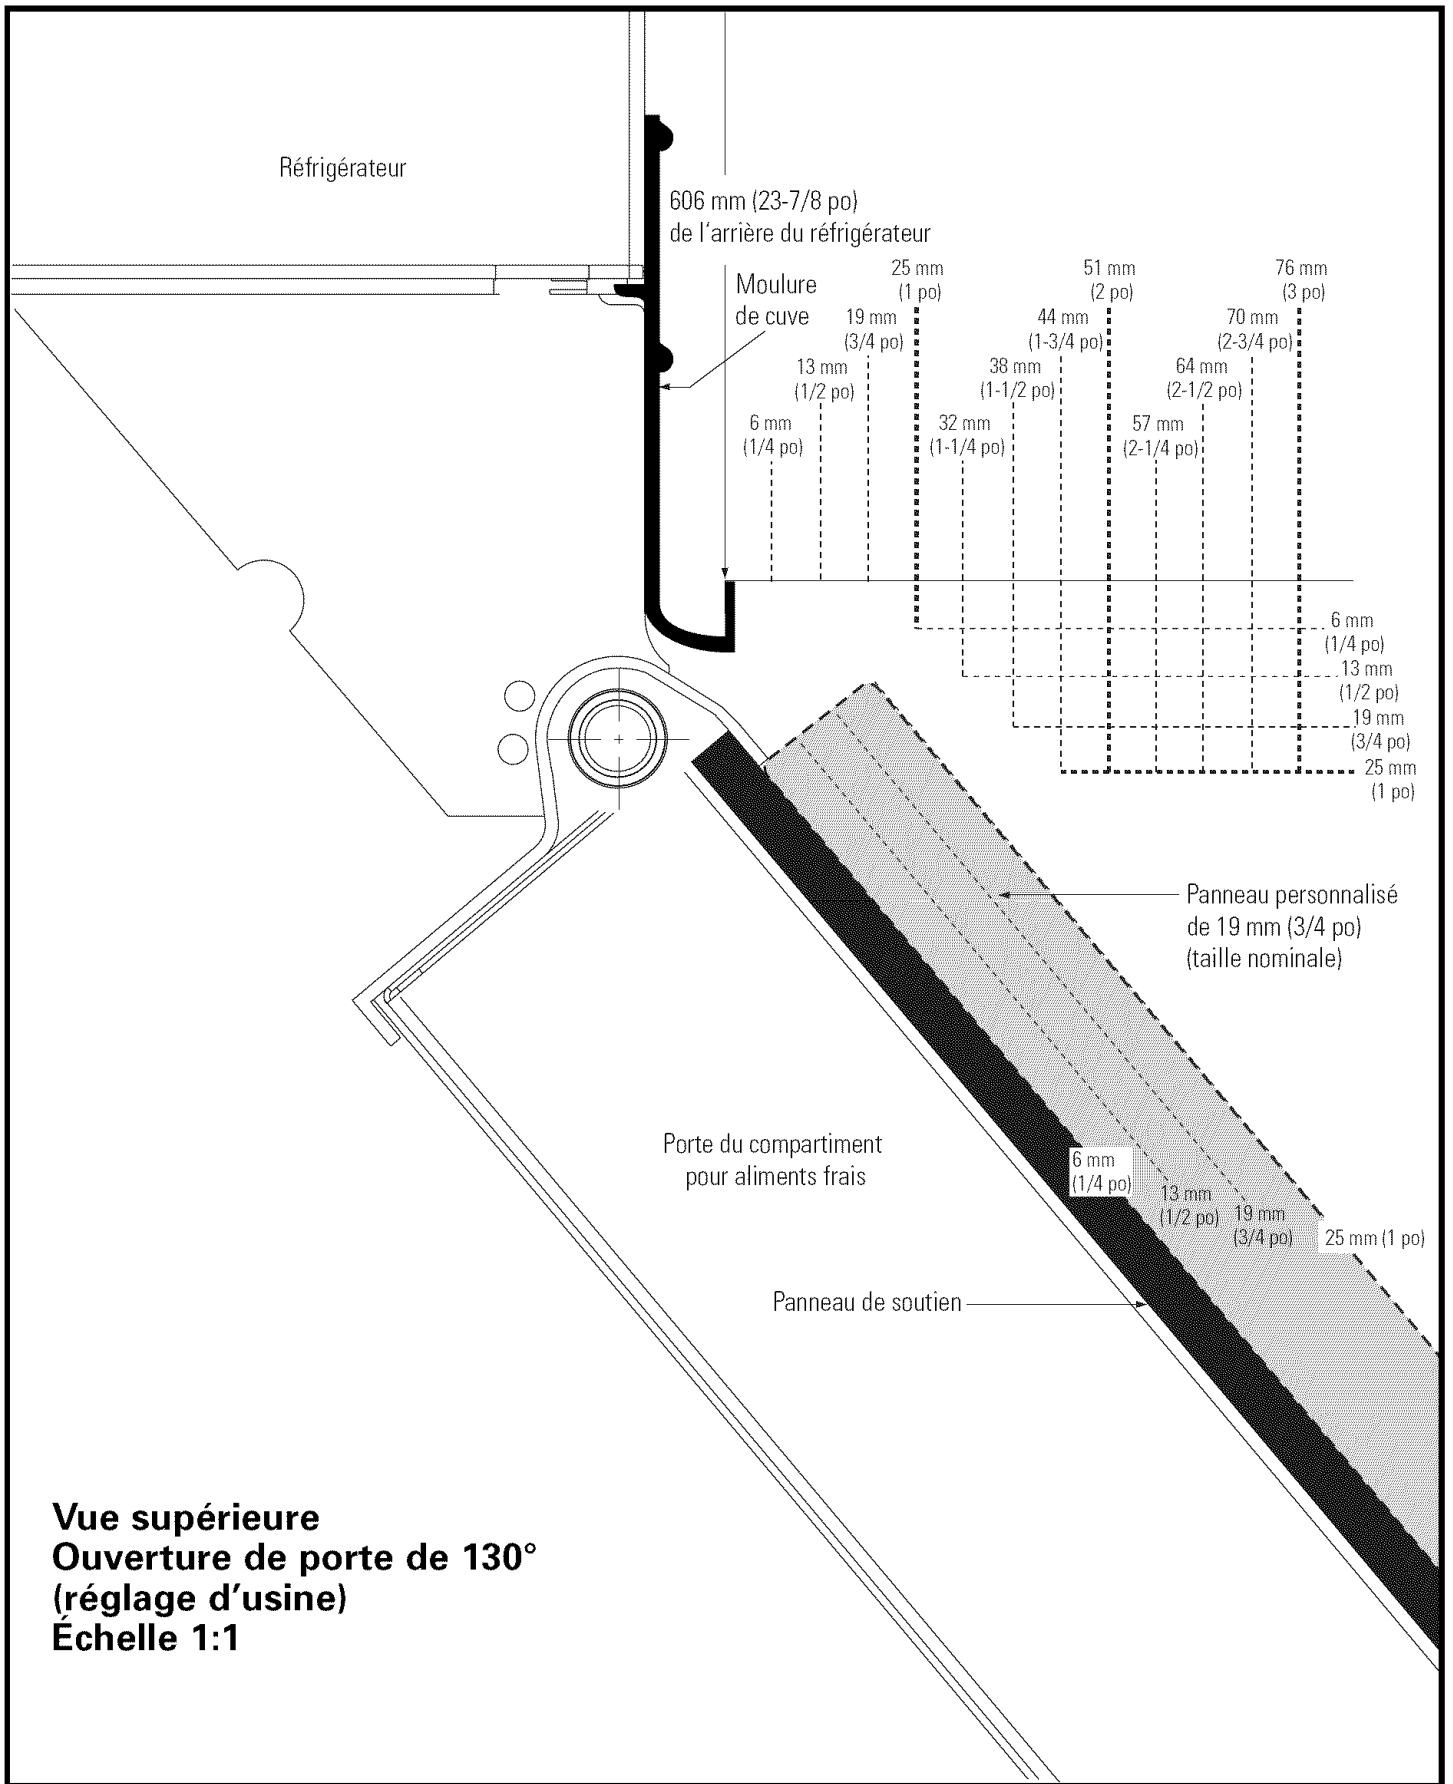 Réfrigérateur
606 mm (23-7/8 po)
de l'arrière du réfrigérateur
Moulure
de cuve
25 mm
(1 po)
51 mm
(2 po)
76 mm
(3 po)
19 mm
(3/4 po)
44 mm
(1-3/4 po)
70 mm
(2-3/4 po)
13 mm
(1/2 po)
38 mm
(1-1/2 po)
64 mm
(2-1/2 po)
6 mm
(1/4 po)
32 mm
(1-1/4 po)
57 mm
(2-1/4 po)
6 mm
(1/4 po)
13 mm
(1/2 po)
19 mm
(3/4 po)
25 mm
(1 po)
Panneau personnalisé
de 19 mm (3/4 po)
(taille nominale)
Porte du compartiment
pour aliments frais
6 mm
(1/4 po)
13 mm
(1/2 po)
19 mm
(3/4 po)
25 mm (1 po)
Panneau de soutien
Vue supérieure
Ouverture de porte de 130°
(réglage d'usine)
Échelle 1:1